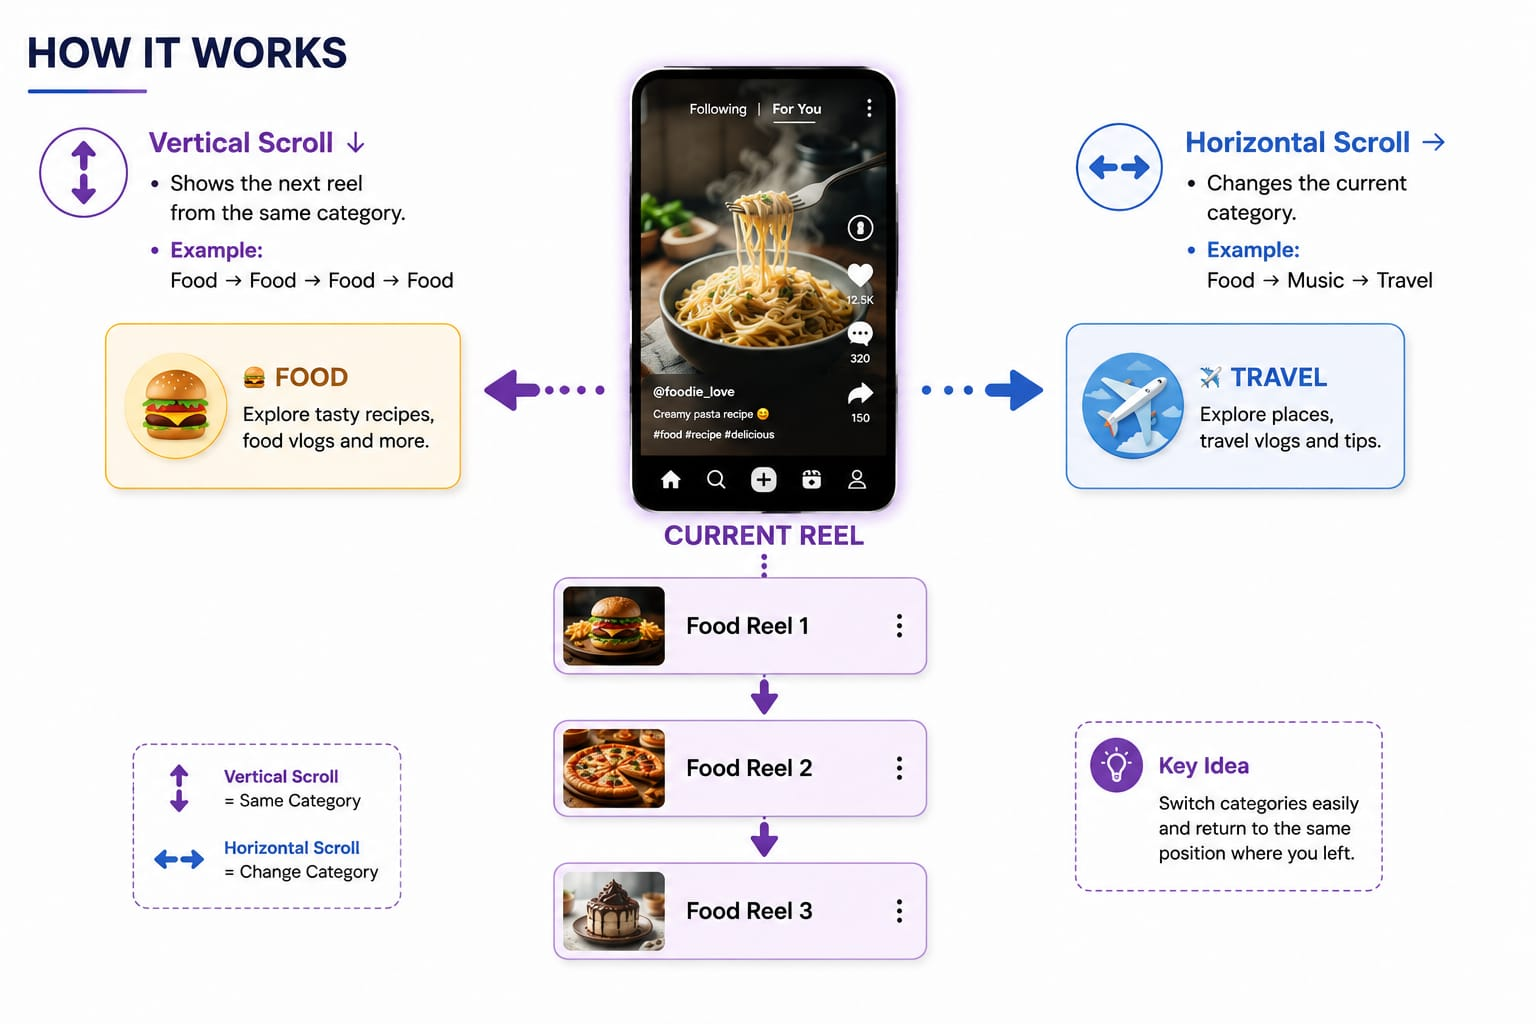 HOW IT WORKS
Vertical Scroll ↓
• Shows the next reel
from the same category.
• Example:
Food → Food → Food → Food
🍔 FOOD
Explore tasty recipes,
food vlogs and more.
Following | For You
12.5K
320
150
@foodie_love
Creamy pasta recipe 😋
#food #recipe #delicious
CURRENT REEL
Horizontal Scroll →
• Changes the current
category.
• Example:
Food → Music → Travel
✈️ TRAVEL
Explore places,
travel vlogs and tips.
Food Reel 1
Food Reel 2
Food Reel 3
Vertical Scroll
= Same Category
Horizontal Scroll
= Change Category
Key Idea
Switch categories easily
and return to the same
position where you left.